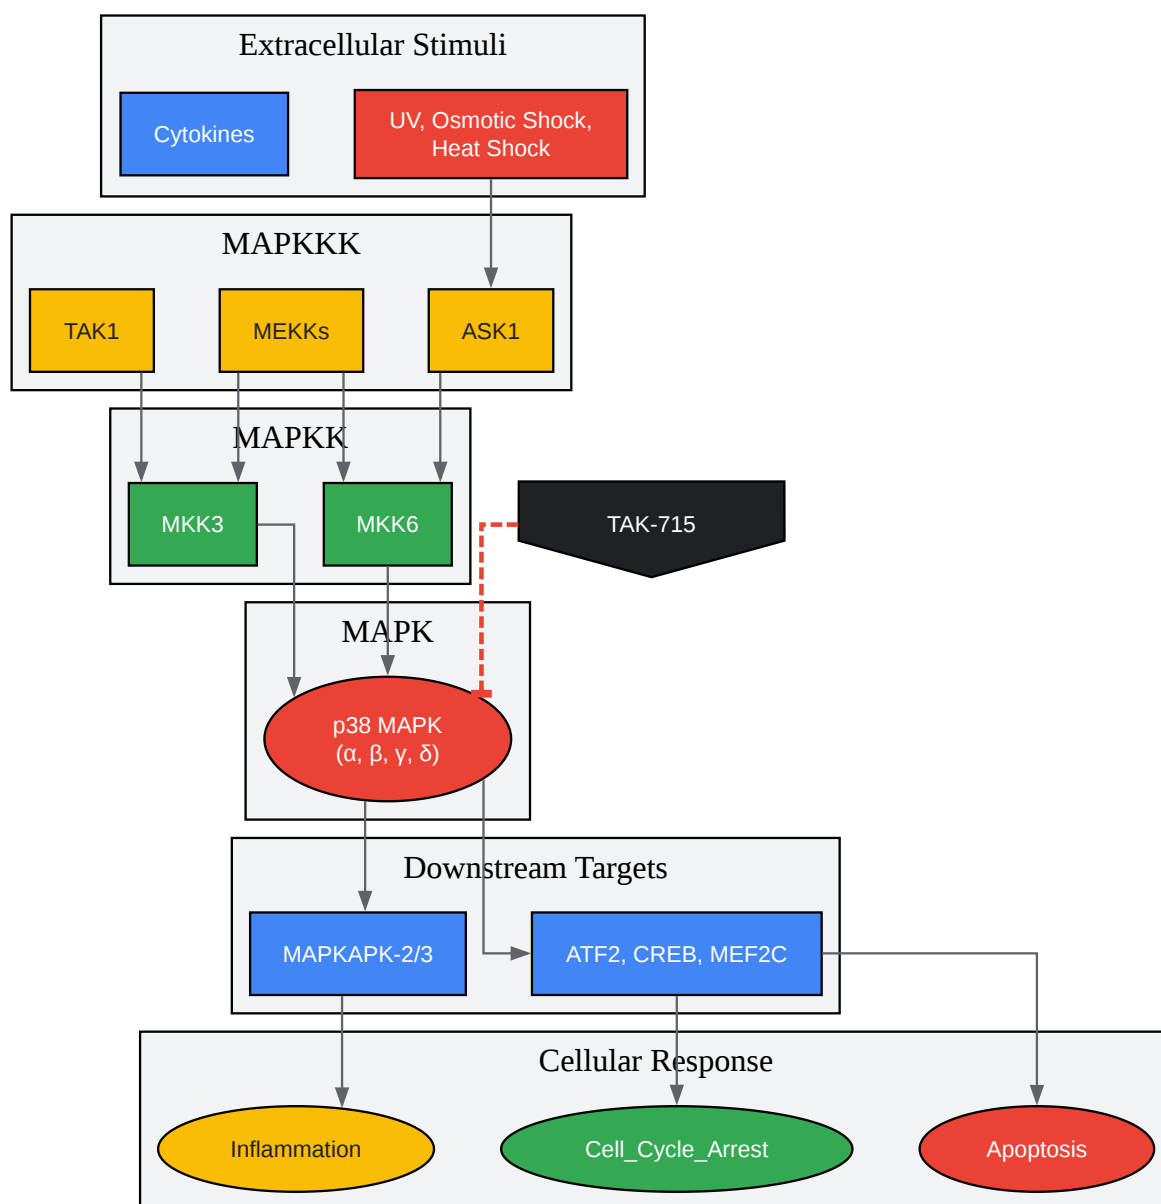 Extracellular Stimuli
Cytokines
UV, Osmotic Shock,
Heat Shock
MAPKKK
TAK1
MEKKs
ASK1
MAPKK
MKK3
MKK6
TAK-715
MAPK
p38 MAPK
(α, β, γ, δ)
Downstream Targets
MAPKAPK-2/3
ATF2, CREB, MEF2C
Cellular Response
Inflammation
Cell_Cycle_Arrest
Apoptosis